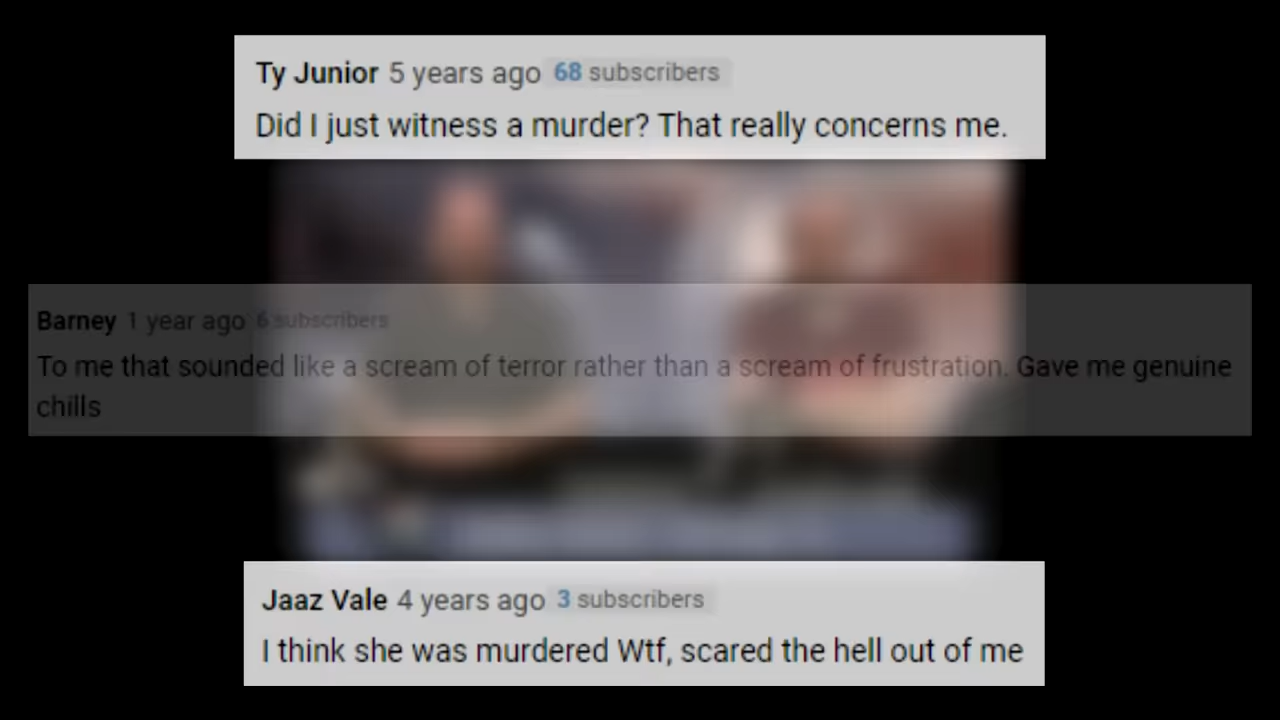 Ty Junior 5 years ago 68 subscribers
Did I just witness a murder? That really concerns me.
Barney 1 year ago 6 subscribers
To me that sounded like a scream of terror rather than a scream of frustration. Gave me genuine
chills
Jaaz Vale 4 years ago 3 subscribers
I think she was murdered Wtf, scared the hell out of me